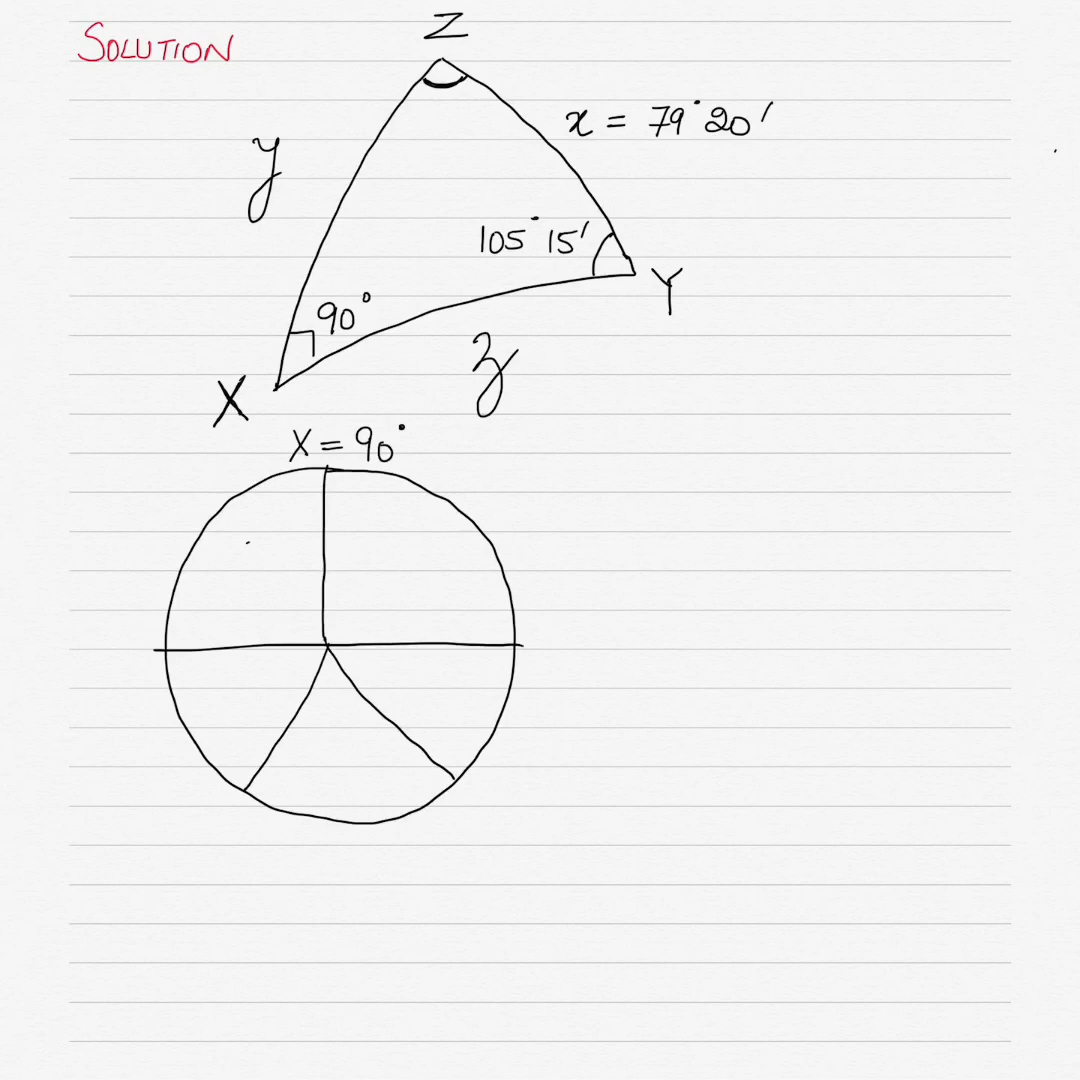 SOLUTION
Z
x = 79° 20'
y
105° 15'
Y
90°
z
X
X = 90°